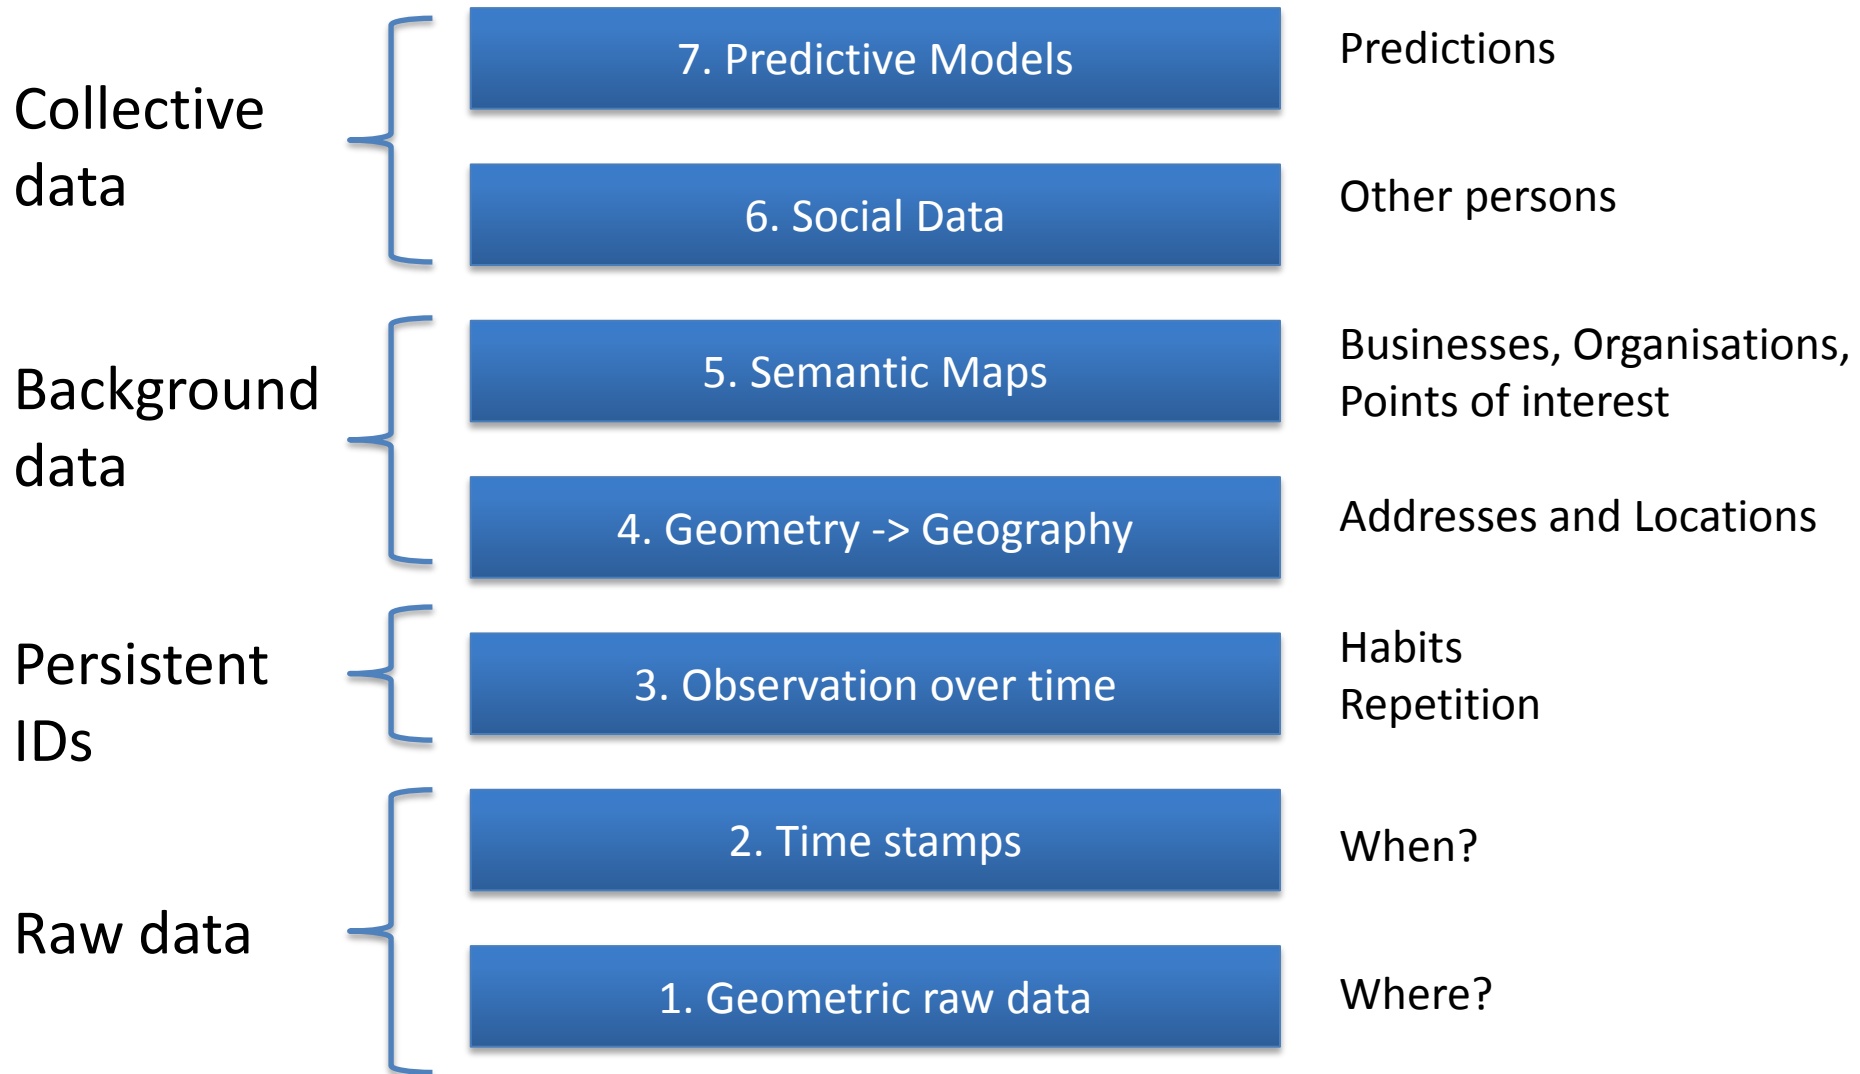 Collective
data
7. Predictive Models
Predictions
6. Social Data
Other persons
Background
data
5. Semantic Maps
Businesses, Organisations,
Points of interest
4. Geometry -> Geography
Addresses and Locations
Persistent
IDs
3. Observation over time
Habits
Repetition
Raw data
2. Time stamps
When?
1. Geometric raw data
Where?